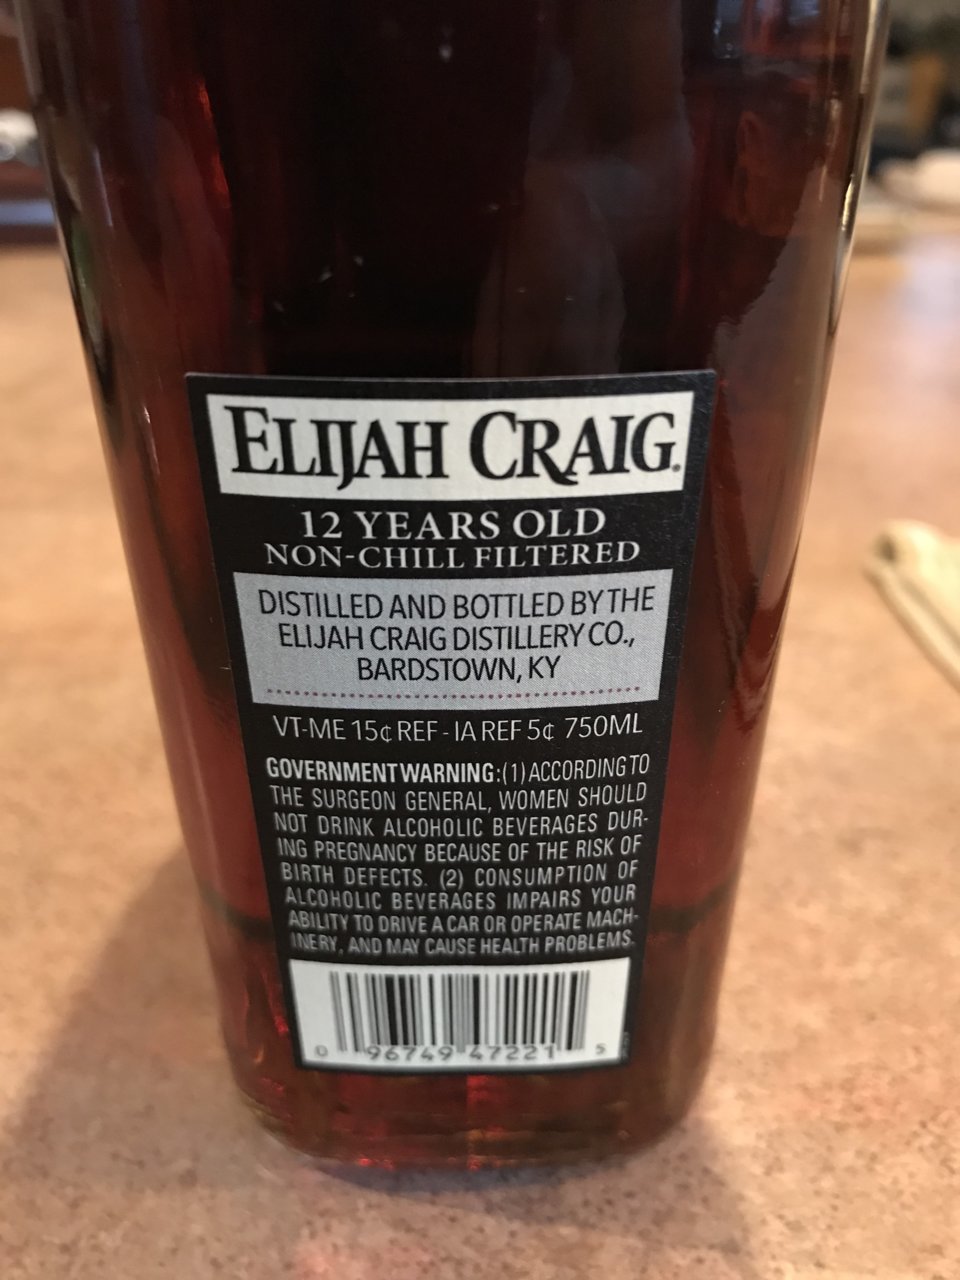 ELIJAH CRAIG.
12 YEARS OLD
NON-CHILL FILTERED
DISTILLED AND BOTTLED BY THE
ELIJAH CRAIG DISTILLERY CO.,
BARDSTOWN, KY
VT-ME 15¢ REF - IA REF 5¢ 750ML
GOVERNMENT WARNING: (1) ACCORDING TO
THE SURGEON GENERAL, WOMEN SHOULD
NOT DRINK ALCOHOLIC BEVERAGES DUR-
ING PREGNANCY BECAUSE OF THE RISK OF
BIRTH DEFECTS. (2) CONSUMPTION OF
ALCOHOLIC BEVERAGES IMPAIRS YOUR
ABILITY TO DRIVE A CAR OR OPERATE MACH-
INERY, AND MAY CAUSE HEALTH PROBLEMS.
0 96749 47221 5